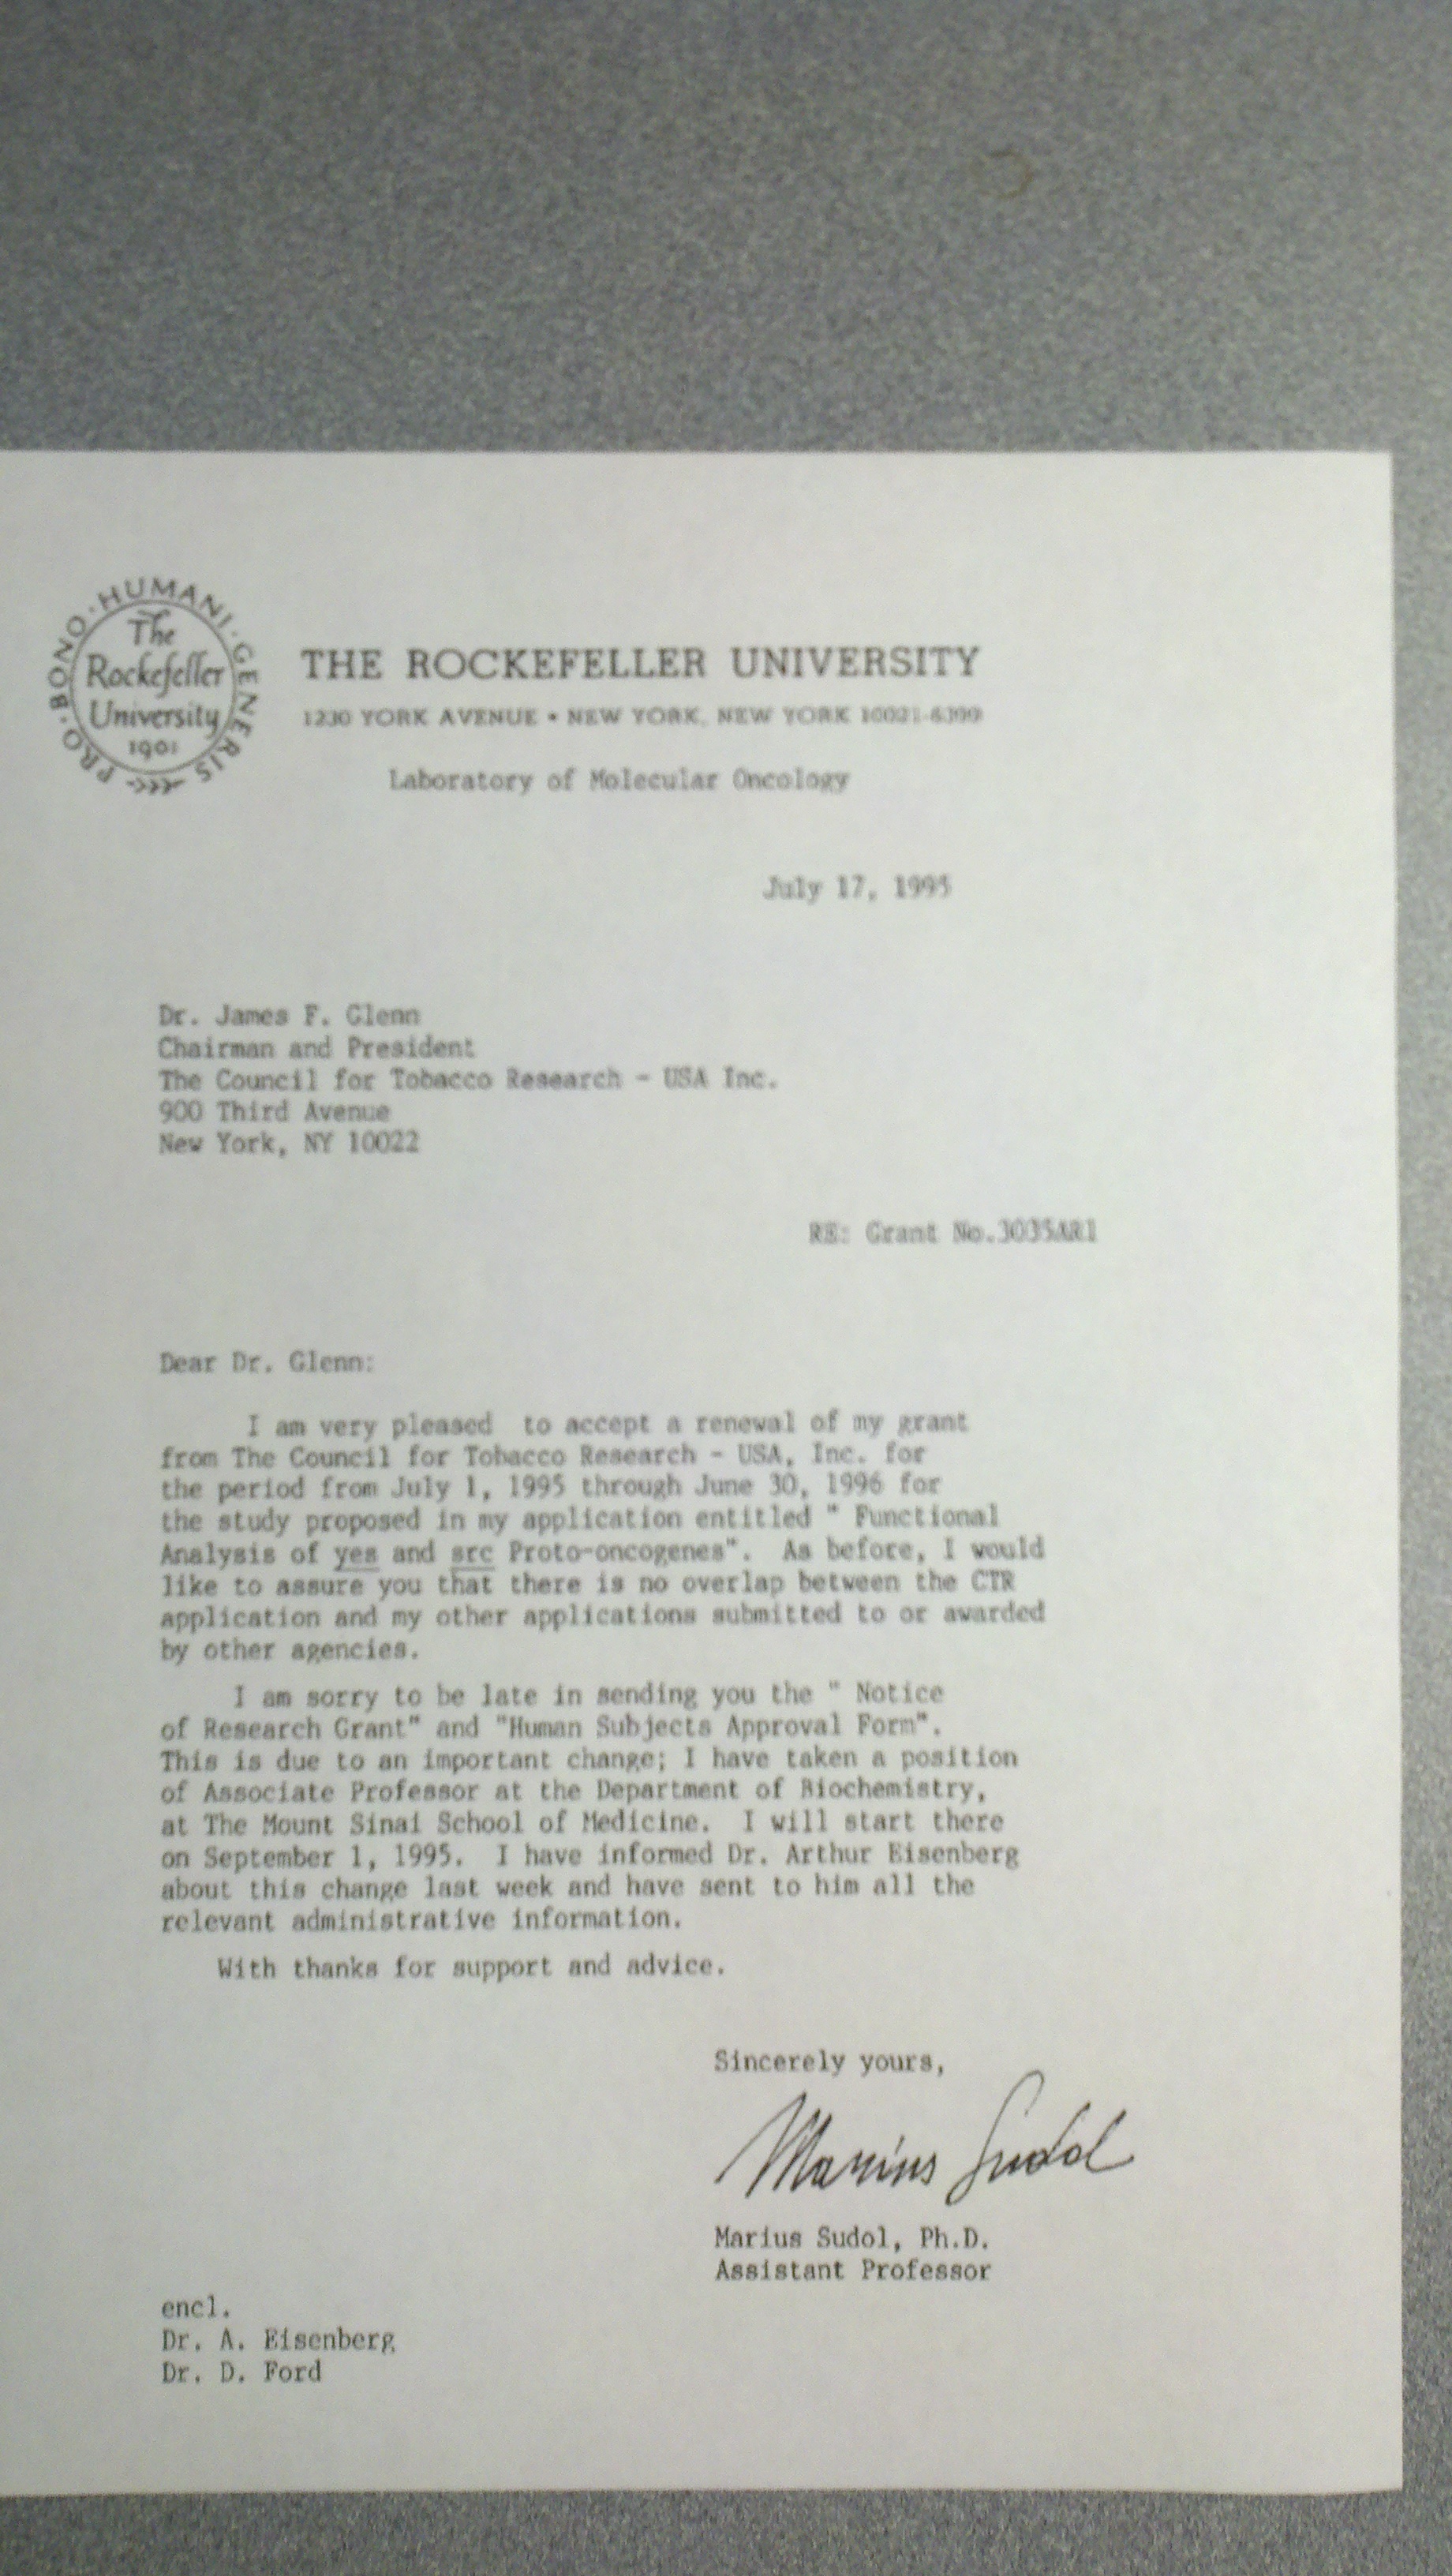 PRO · BONO · HUMANI · GENERIS
The
Rockefeller
University
1901
THE ROCKEFELLER UNIVERSITY
1230 YORK AVENUE • NEW YORK, NEW YORK 10021-6399
Laboratory of Molecular Oncology
July 17, 1995
Dr. James F. Glenn
Chairman and President
The Council for Tobacco Research - USA Inc.
900 Third Avenue
New York, NY 10022
RE: Grant No.3035AR1
Dear Dr. Glenn:
I am very pleased  to accept a renewal of my grant
from The Council for Tobacco Research - USA, Inc. for
the period from July 1, 1995 through June 30, 1996 for
the study proposed in my application entitled " Functional
Analysis of yes and src Proto-oncogenes".  As before, I would
like to assure you that there is no overlap between the CTR
application and my other applications submitted to or awarded
by other agencies.
I am sorry to be late in sending you the " Notice
of Research Grant" and "Human Subjects Approval Form".
This is due to an important change; I have taken a position
of Associate Professor at the Department of Biochemistry,
at The Mount Sinai School of Medicine.  I will start there
on September 1, 1995.  I have informed Dr. Arthur Eisenberg
about this change last week and have sent to him all the
relevant administrative information.
With thanks for support and advice.
Sincerely yours,
Marius Sudol
Marius Sudol, Ph.D.
Assistant Professor
encl.
Dr. A. Eisenberg
Dr. D. Ford